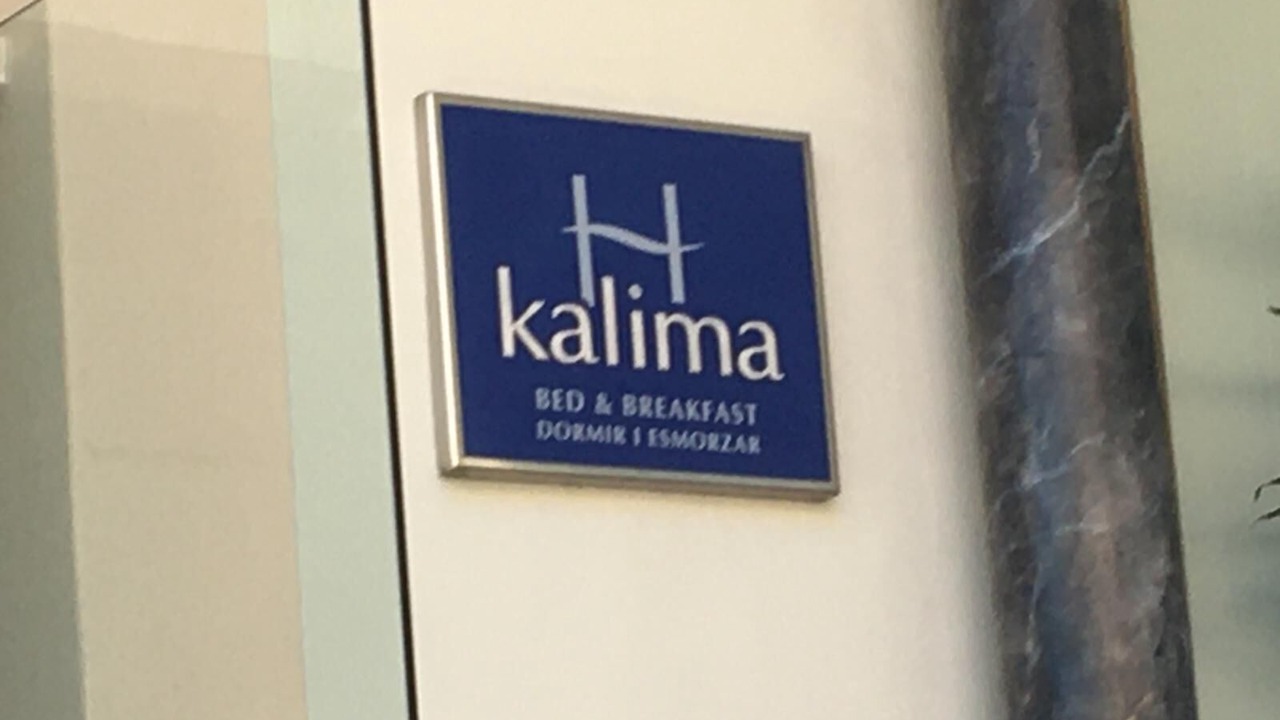 H
kalima
BED & BREAKFAST
DORMIR I ESMORZAR